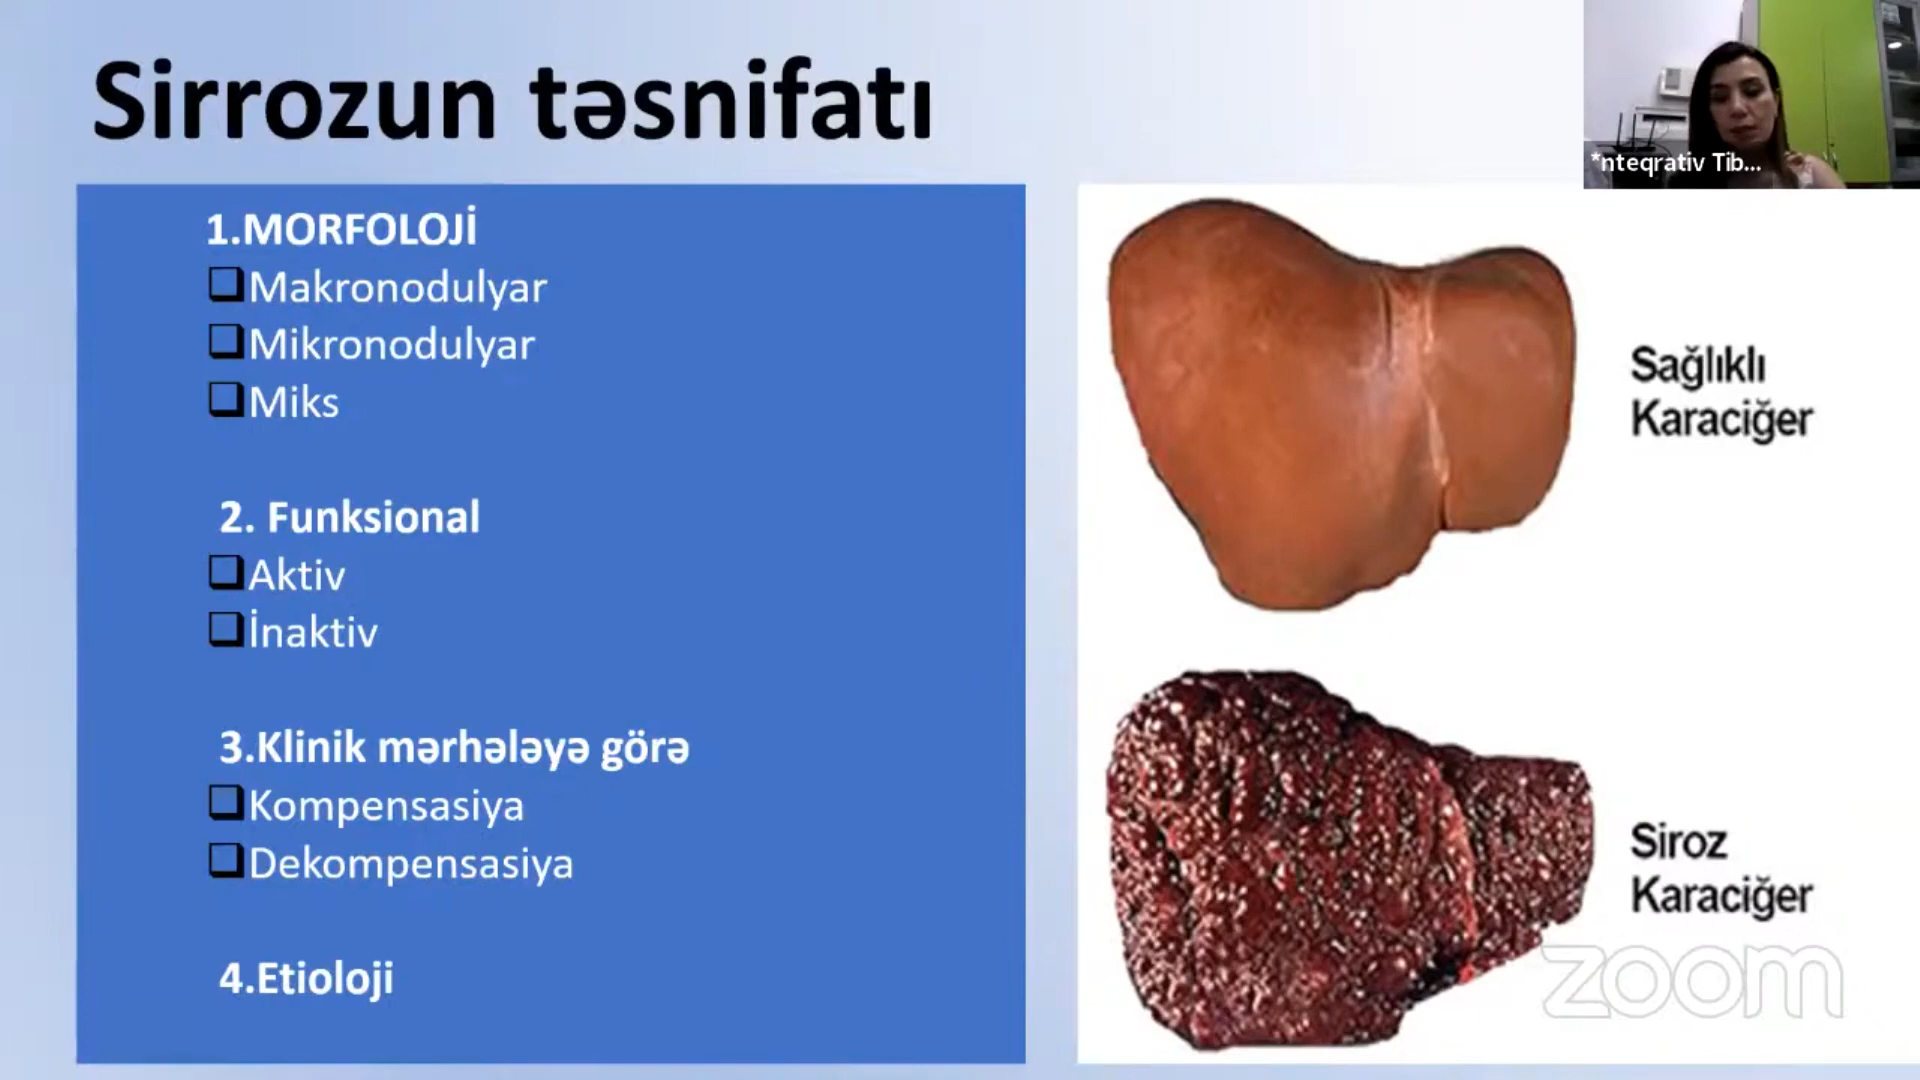 Sirrozun təsnifatı
*nteqrativ Tib...
1.MORFOLOJİ
Makronodulyar
Mikronodulyar
Miks
2. Funksional
Aktiv
İnaktiv
3.Klinik mərhələyə görə
Kompensasiya
Dekompensasiya
4.Etioloji
Sağlıklı
Karaciğer
Siroz
Karaciğer
zoom